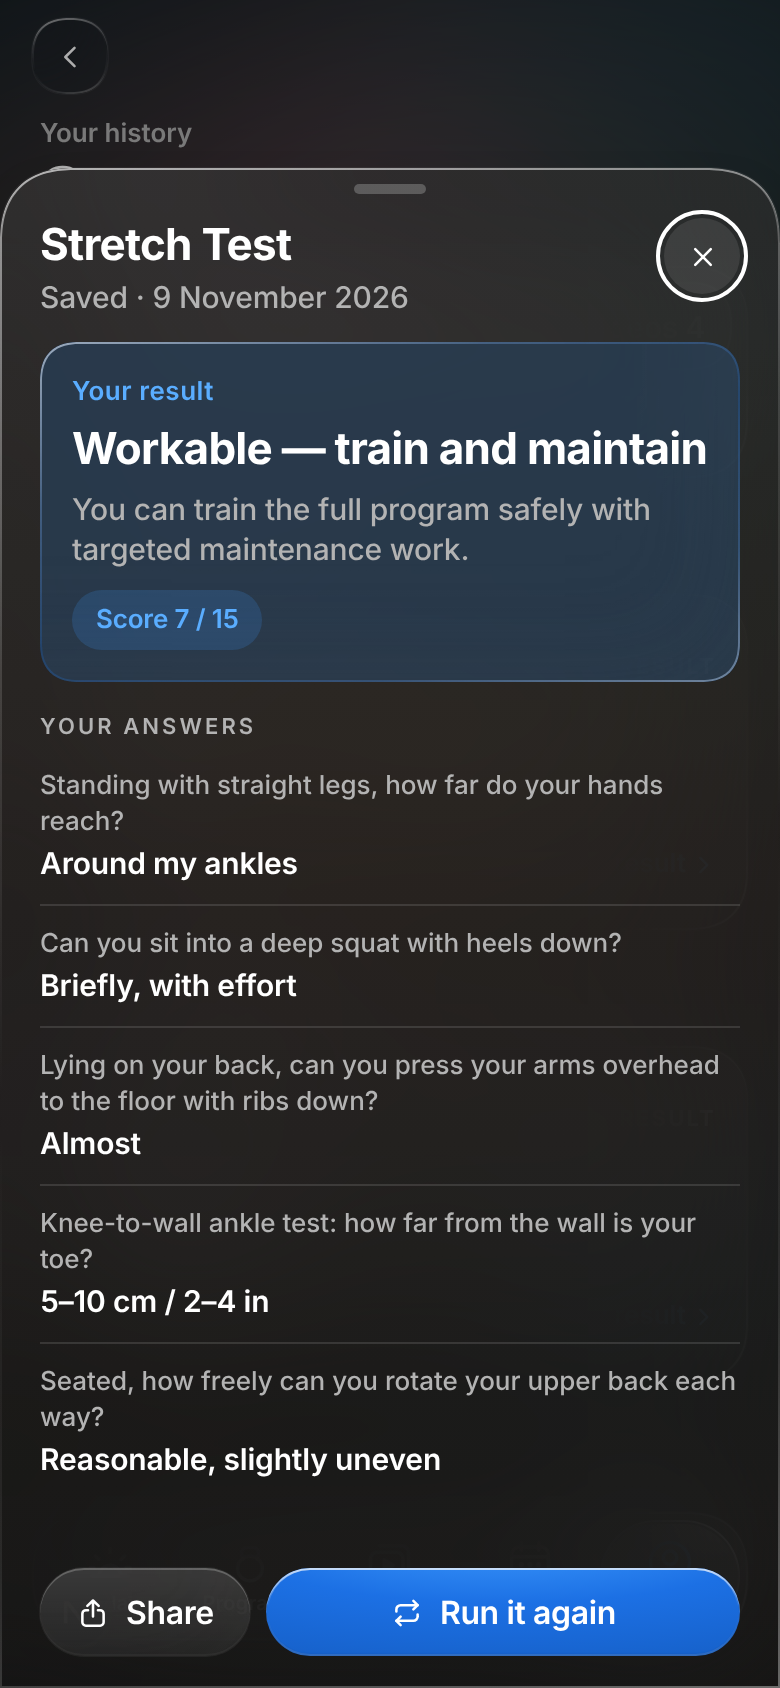 Your history
Stretch Test
Saved · 9 November 2026
Your result
Workable — train and maintain
You can train the full program safely with
targeted maintenance work.
Score 7 / 15
YOUR ANSWERS
Standing with straight legs, how far do your hands
reach?
Around my ankles
Can you sit into a deep squat with heels down?
Briefly, with effort
Lying on your back, can you press your arms overhead
to the floor with ribs down?
Almost
Knee-to-wall ankle test: how far from the wall is your
toe?
5–10 cm / 2–4 in
Seated, how freely can you rotate your upper back each
way?
Reasonable, slightly uneven
Share
Run it again